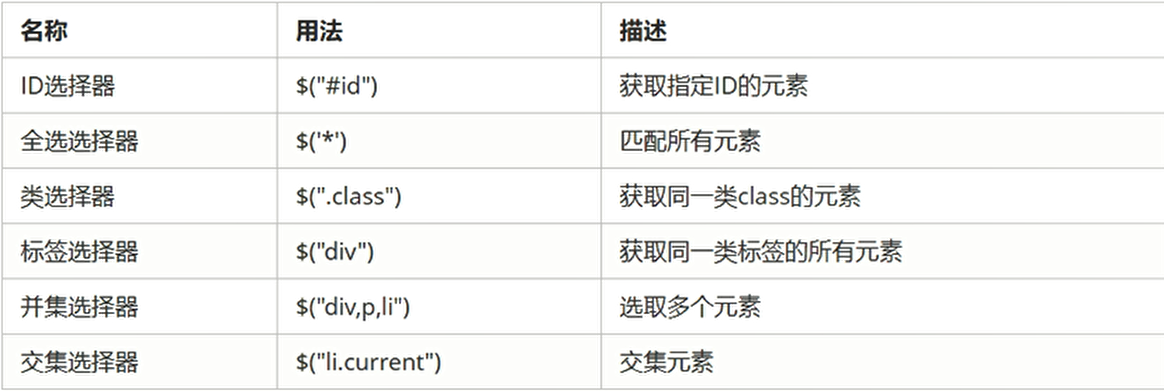 名称 用法 描述
ID选择器 $("#id") 获取指定ID的元素
全选选择器 $('*') 匹配所有元素
类选择器 $(".class") 获取同一类class的元素
标签选择器 $("div") 获取同一类标签的所有元素
并集选择器 $("div,p,li") 选取多个元素
交集选择器 $("li.current") 交集元素